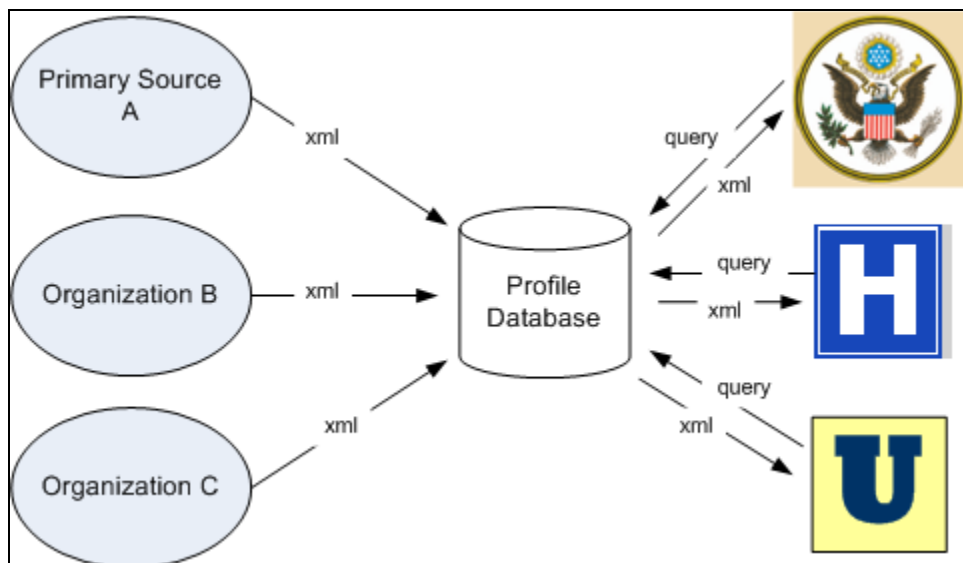 Primary Source
A
xml
query
xml
Organization B
xml
Profile
Database
query
xml
H
Organization C
xml
query
xml
U